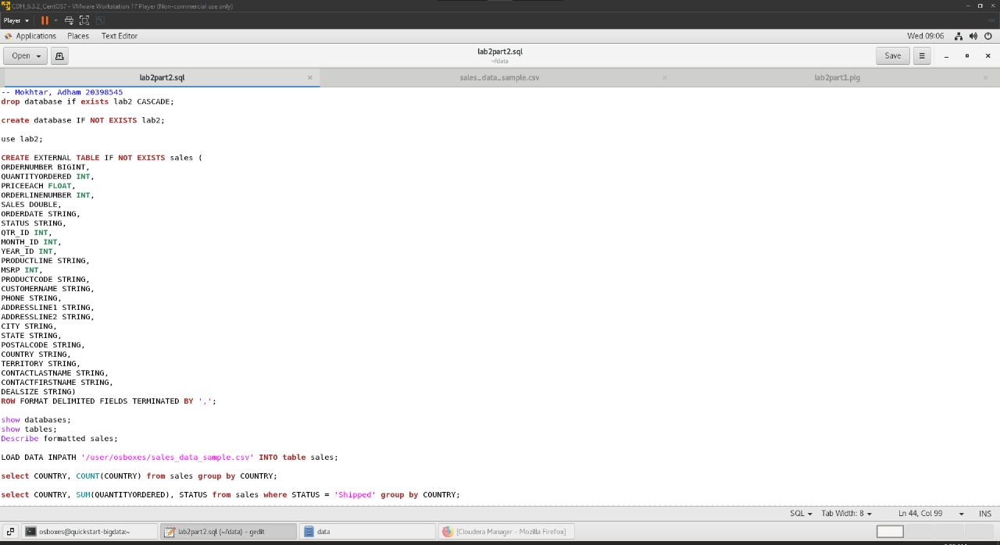 CDH_6.3.2_CentOS7 - VMware Workstation 17 Player (Non-commercial use only)
Player
Applications Places Text Editor Wed 09:06
Open lab2part2.sql Save
~/data
lab2part2.sql sales_data_sample.csv lab2part1.pig
-- Mokhtar, Adham 20398545
drop database if exists lab2 CASCADE;
create database IF NOT EXISTS lab2;
use lab2;
CREATE EXTERNAL TABLE IF NOT EXISTS sales (
ORDERNUMBER BIGINT,
QUANTITYORDERED INT,
PRICEEACH FLOAT,
ORDERLINENUMBER INT,
SALES DOUBLE,
ORDERDATE STRING,
STATUS STRING,
QTR_ID INT,
MONTH_ID INT,
YEAR_ID INT,
PRODUCTLINE STRING,
MSRP INT,
PRODUCTCODE STRING,
CUSTOMERNAME STRING,
PHONE STRING,
ADDRESSLINE1 STRING,
ADDRESSLINE2 STRING,
CITY STRING,
STATE STRING,
POSTALCODE STRING,
COUNTRY STRING,
TERRITORY STRING,
CONTACTLASTNAME STRING,
CONTACTFIRSTNAME STRING,
DEALSIZE STRING)
ROW FORMAT DELIMITED FIELDS TERMINATED BY ',';
show databases;
show tables;
Describe formatted sales;
LOAD DATA INPATH '/user/osboxes/sales_data_sample.csv' INTO table sales;
select COUNTRY, COUNT(COUNTRY) from sales group by COUNTRY;
select COUNTRY, SUM(QUANTITYORDERED), STATUS from sales where STATUS = 'Shipped' group by COUNTRY;
SQL Tab Width: 8 Ln 44, Col 99 INS
osboxes@quickstart-bigdata:~ lab2part2.sql (~/data) - gedit data [Cloudera Manager - Mozilla Firefox]